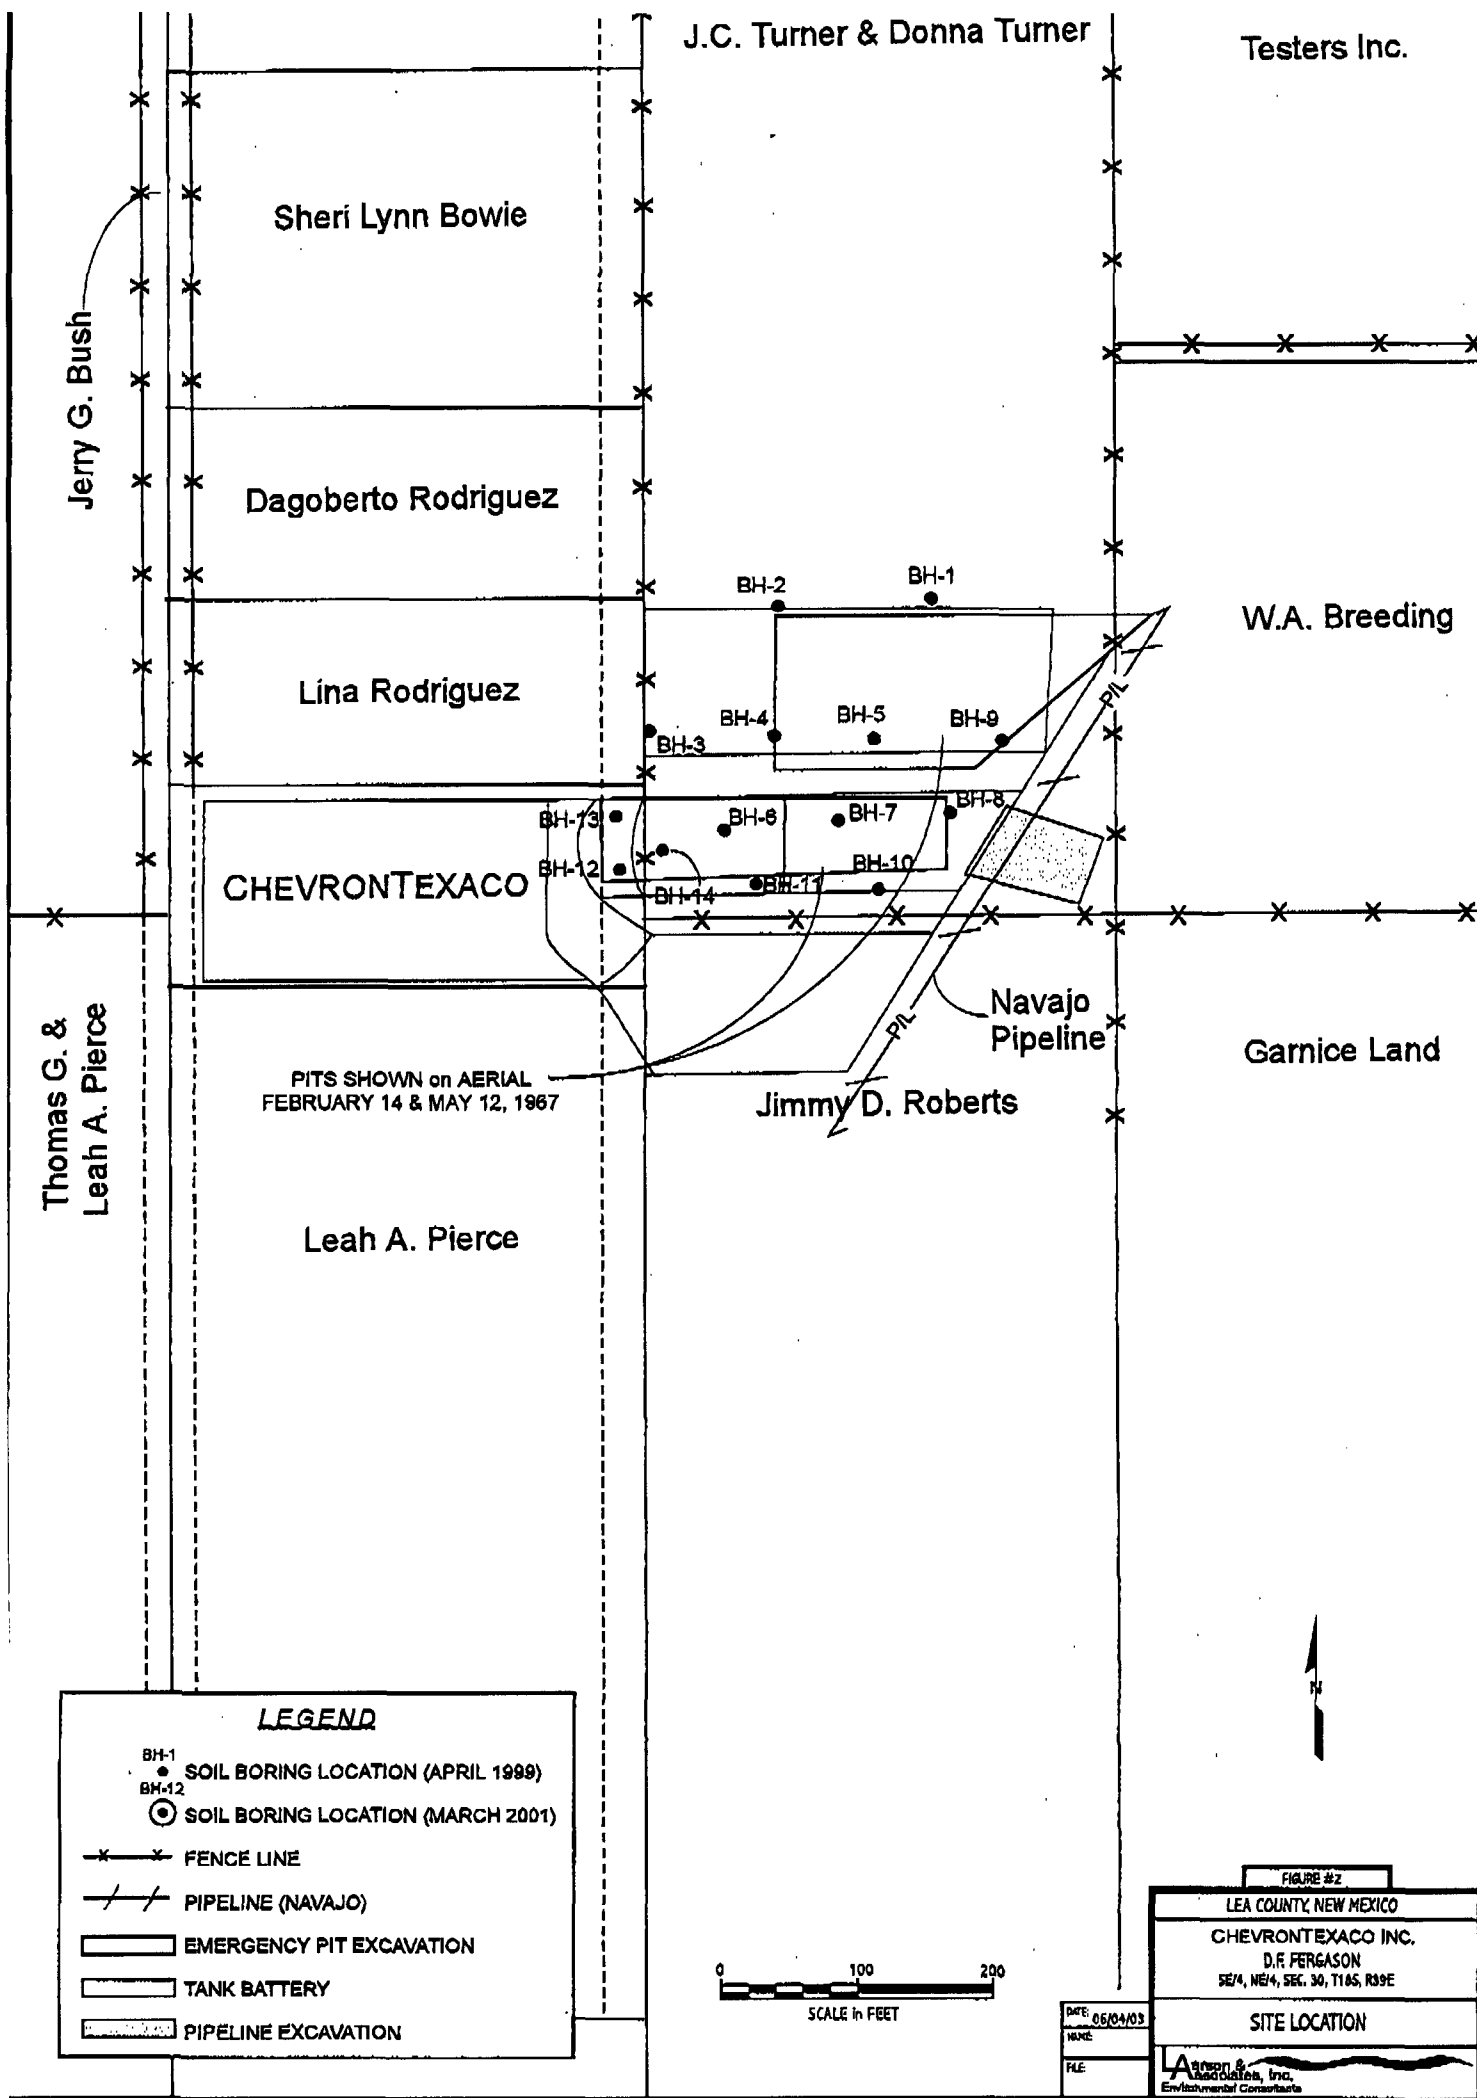 J.C. Turner & Donna Turner
Testers Inc.
Sheri Lynn Bowie
Jerry G. Bush
Dagoberto Rodriguez
BH-2
BH-1
W.A. Breeding
Lina Rodriguez
P/L
BH-4
BH-5
BH-9
BH-3
BH-13
BH-6
BH-7
BH-8
BH-12
BH-10
CHEVRONTEXACO
BH-11
BH-14
Navajo
Pipeline
P/L
Thomas G. &
Leah A. Pierce
Garnice Land
PITS SHOWN on AERIAL
FEBRUARY 14 & MAY 12, 1967
Jimmy D. Roberts
Leah A. Pierce
N
LEGEND
BH-1
SOIL BORING LOCATION (APRIL 1999)
BH-12
SOIL BORING LOCATION (MARCH 2001)
FENCE LINE
PIPELINE (NAVAJO)
EMERGENCY PIT EXCAVATION
TANK BATTERY
PIPELINE EXCAVATION
0 100 200
SCALE in FEET
FIGURE #2
LEA COUNTY, NEW MEXICO
CHEVRONTEXACO INC.
D.F. FERGASON
SE/4, NE/4, SEC. 30, T18S, R39E
SITE LOCATION
DATE: 06/04/03
NAME:
FILE:
Larson &
Associates, Inc.
Environmental Consultants